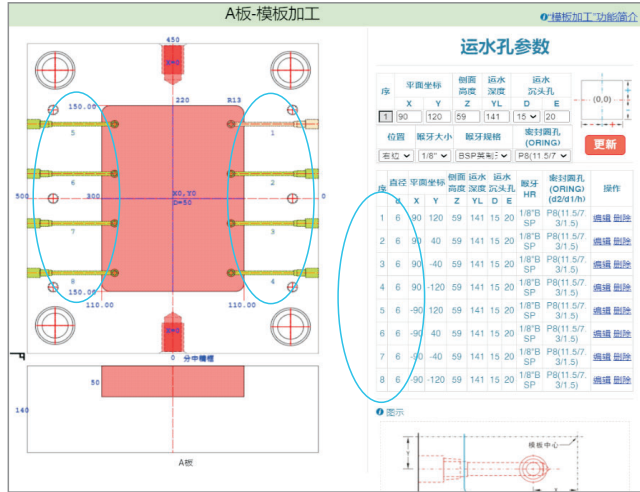 A板-模板加工
"模板加工"功能简介
运水孔参数
序 平面坐标 侧面高度 运水深度 运水沉头孔
X Y Z YL D E
1 90 120 59 141 15 20
(0,0)
位置 喉牙大小 喉牙规格 密封圈孔(ORING)
右边 1/8" BSP英制 P8(11.5/7
更新
序 直径 平面坐标 侧面高度 运水深度 运水沉头孔 喉牙HR 密封圈孔(ORING)(d2/d1/h) 操作
d X Y Z YL D E
1 6 90 120 59 141 15 20 1/8"BSP P8(11.5/7.3/1.5) 编辑 删除
2 6 90 40 59 141 15 20 1/8"BSP P8(11.5/7.3/1.5) 编辑 删除
3 6 90 -40 59 141 15 20 1/8"BSP P8(11.5/7.3/1.5) 编辑 删除
4 6 90 -120 59 141 15 20 1/8"BSP P8(11.5/7.3/1.5) 编辑 删除
5 6 -90 120 59 141 15 20 1/8"BSP P8(11.5/7.3/1.5) 编辑 删除
6 6 -90 40 59 141 15 20 1/8"BSP P8(11.5/7.3/1.5) 编辑 删除
7 6 -90 -40 59 141 15 20 1/8"BSP P8(11.5/7.3/1.5) 编辑 删除
8 6 -90 -120 59 141 15 20 1/8"BSP P8(11.5/7.3/1.5) 编辑 删除
图示
模板中心
450
150.00 220 R13
5 1
6 2
500 300 X0,Y0 0
D=50
7 3
8 4
150.00
110.00 110.00
0 分中槽框
50
140
A板